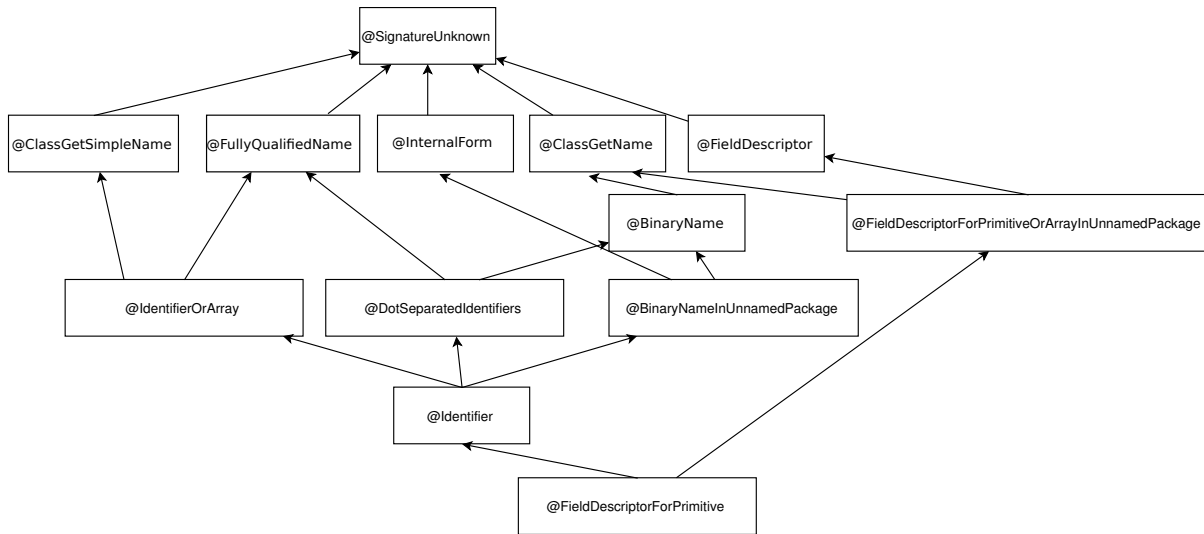 @SignatureUnknown
@ClassGetSimpleName
@FullyQualifiedName
@InternalForm
@ClassGetName
@FieldDescriptor
@BinaryName
@FieldDescriptorForPrimitiveOrArrayInUnnamedPackage
@IdentifierOrArray
@DotSeparatedIdentifiers
@BinaryNameInUnnamedPackage
@Identifier
@FieldDescriptorForPrimitive